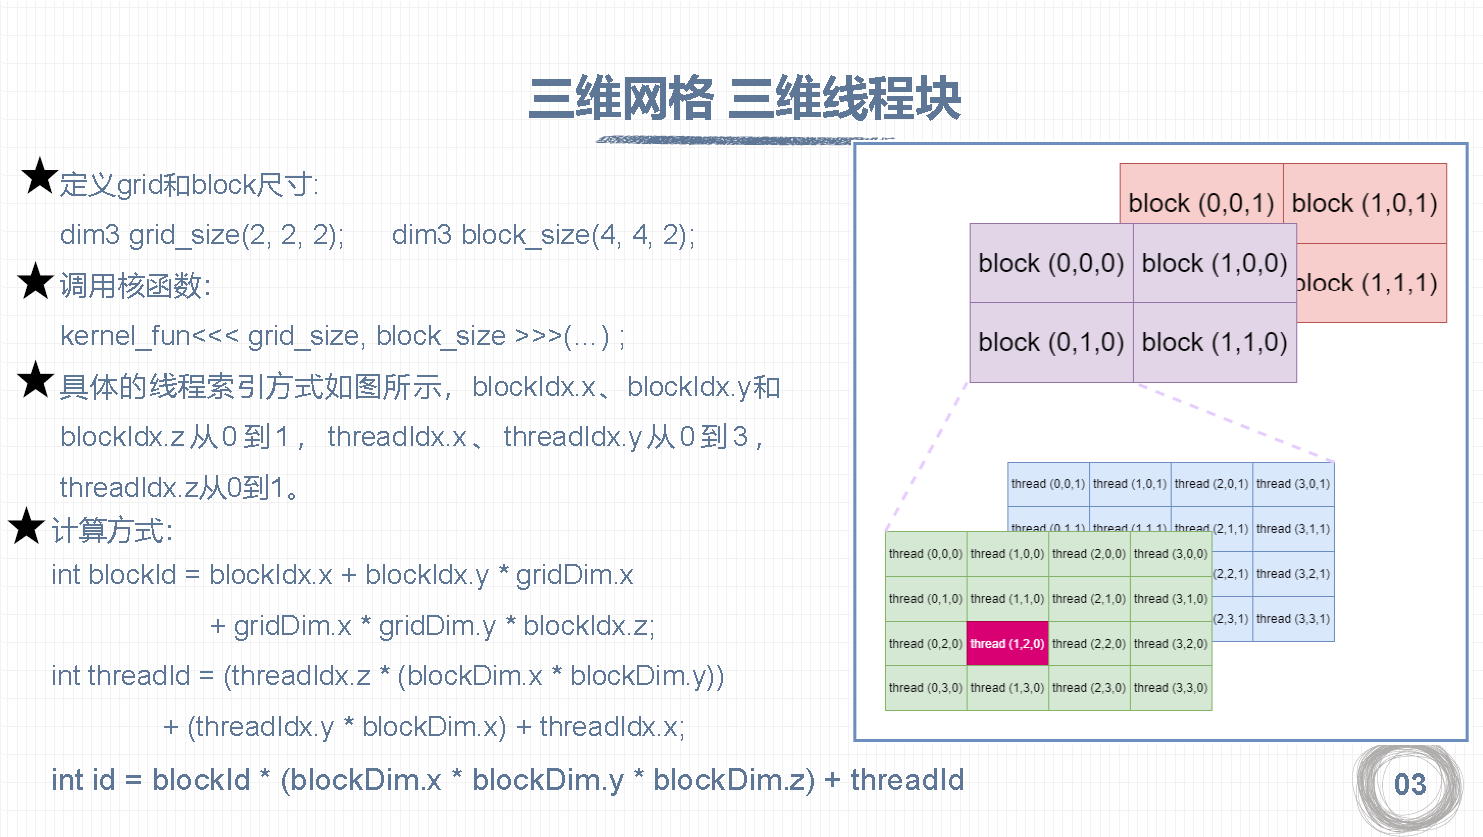 三维网格 三维线程块
定义grid和block尺寸:
dim3 grid_size(2, 2, 2); dim3 block_size(4, 4, 2);
调用核函数:
kernel_fun<<< grid_size, block_size >>>(...) ;
具体的线程索引方式如图所示，blockIdx.x、blockIdx.y和
blockIdx.z从0到1，threadIdx.x、threadIdx.y从0到3，
threadIdx.z从0到1。
计算方式:
int blockId = blockIdx.x + blockIdx.y * gridDim.x
+ gridDim.x * gridDim.y * blockIdx.z;
int threadId = (threadIdx.z * (blockDim.x * blockDim.y))
+ (threadIdx.y * blockDim.x) + threadIdx.x;
int id = blockId * (blockDim.x * blockDim.y * blockDim.z) + threadId
block (0,0,1) block (1,0,1)
block (1,1,1)
block (0,0,0) block (1,0,0)
block (0,1,0) block (1,1,0)
thread (0,0,1) thread (1,0,1) thread (2,0,1) thread (3,0,1)
thread (0,1,1) thread (1,1,1) thread (2,1,1) thread (3,1,1)
(2,2,1) thread (3,2,1)
(2,3,1) thread (3,3,1)
thread (0,0,0) thread (1,0,0) thread (2,0,0) thread (3,0,0)
thread (0,1,0) thread (1,1,0) thread (2,1,0) thread (3,1,0)
thread (0,2,0) thread (1,2,0) thread (2,2,0) thread (3,2,0)
thread (0,3,0) thread (1,3,0) thread (2,3,0) thread (3,3,0)
03